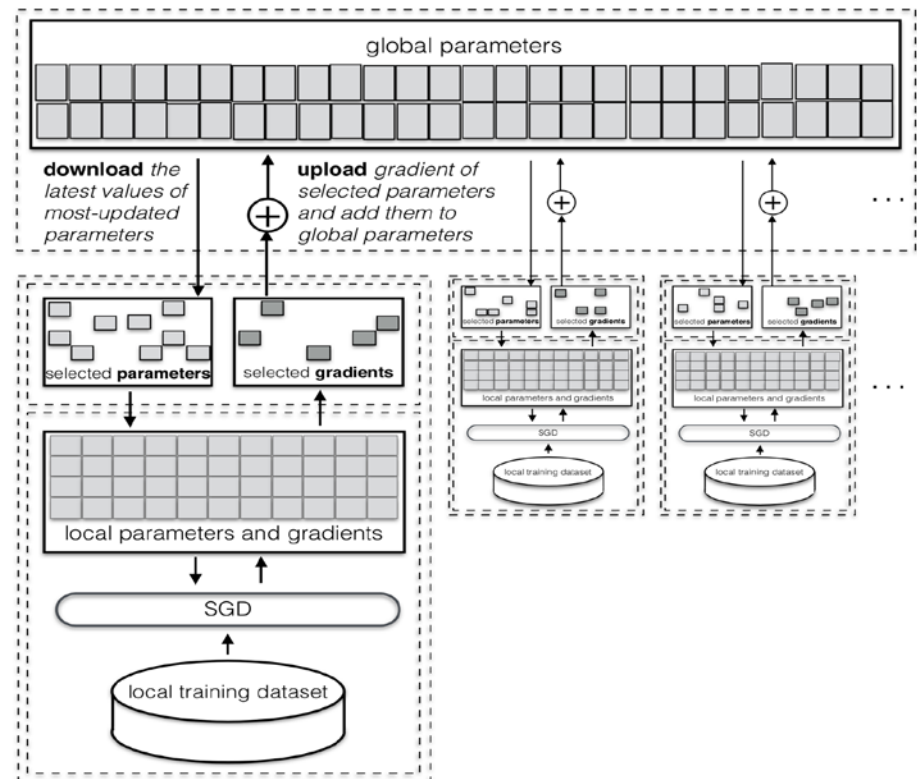 global parameters
download the
latest values of
most-updated
parameters
upload gradient of
selected parameters
and add them to
global parameters
. . .
selected parameters
selected gradients
local parameters and gradients
SGD
local training dataset
selected parameters
selected gradients
local parameters and gradients
SGD
local training dataset
selected parameters
selected gradients
local parameters and gradients
SGD
local training dataset
. . .